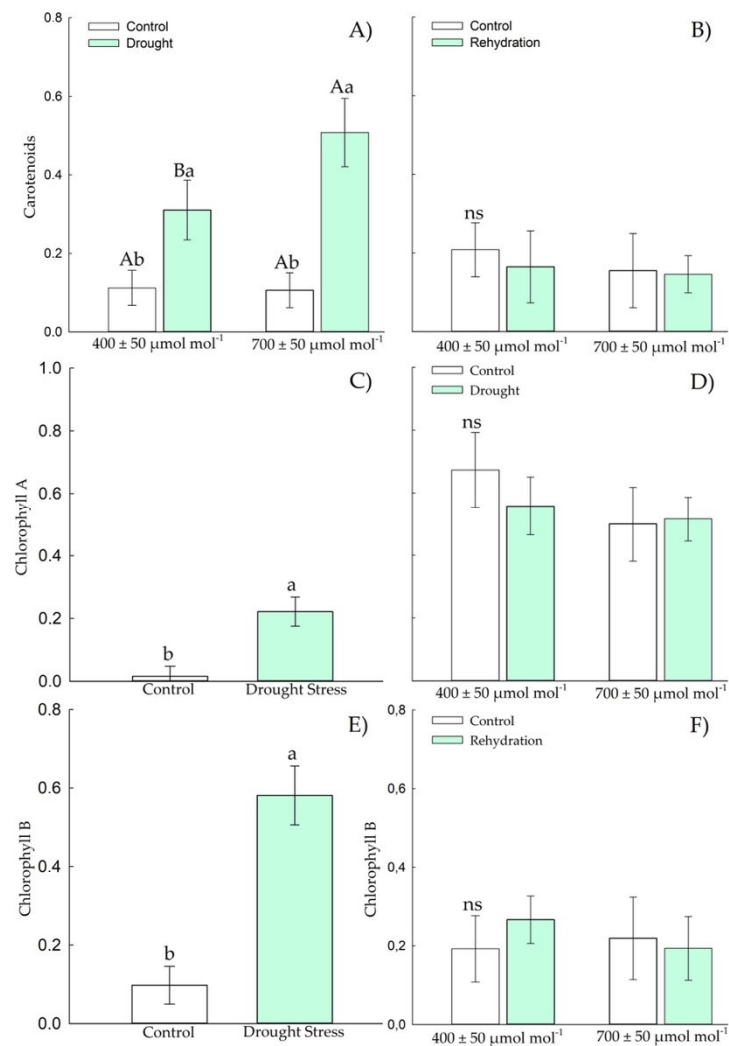 Control
Drought
A)
Carotenoids
0.8
0.6
0.4
0.2
0.0
Ab
Ba
Ab
Aa
400 ± 50 µmol mol-1
700 ± 50 µmol mol-1
Control
Rehydration
B)
ns
400 ± 50 µmol mol-1
700 ± 50 µmol mol-1
C)
Chlorophyll A
1.0
0.8
0.6
0.4
0.2
0.0
b
a
Control
Drought Stress
Control
Drought
D)
ns
400 ± 50 µmol mol-1
700 ± 50 µmol mol-1
E)
Chlorophyll B
0.8
0.6
0.4
0.2
0.0
b
a
Control
Drought Stress
Control
Rehydration
F)
Chlorophyll B
0,8
0,6
0,4
0,2
0,0
ns
400 ± 50 µmol mol-1
700 ± 50 µmol mol-1